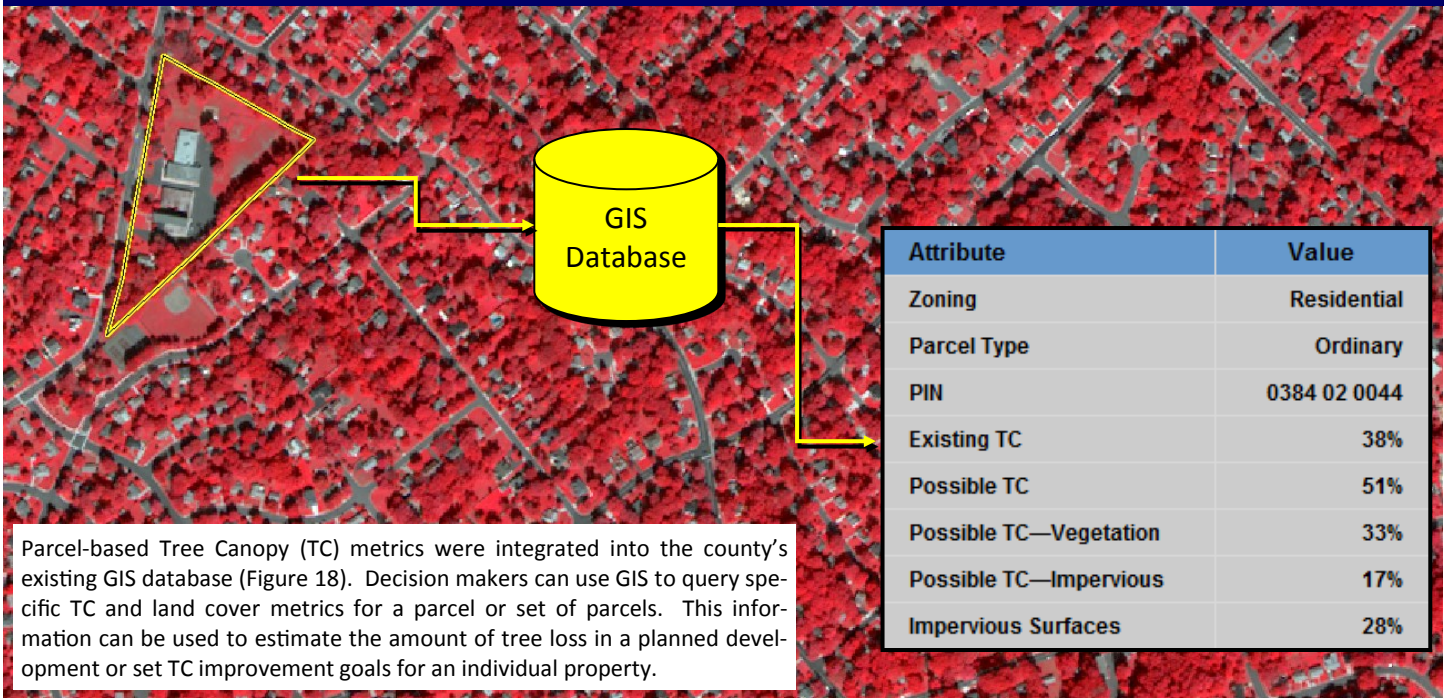 GIS
Database
Attribute Value
Zoning Residential
Parcel Type Ordinary
PIN 0384 02 0044
Existing TC 38%
Possible TC 51%
Possible TC—Vegetation 33%
Possible TC—Impervious 17%
Impervious Surfaces 28%
Parcel-based Tree Canopy (TC) metrics were integrated into the county's
existing GIS database (Figure 18). Decision makers can use GIS to query spe-
cific TC and land cover metrics for a parcel or set of parcels. This infor-
mation can be used to estimate the amount of tree loss in a planned devel-
opment or set TC improvement goals for an individual property.